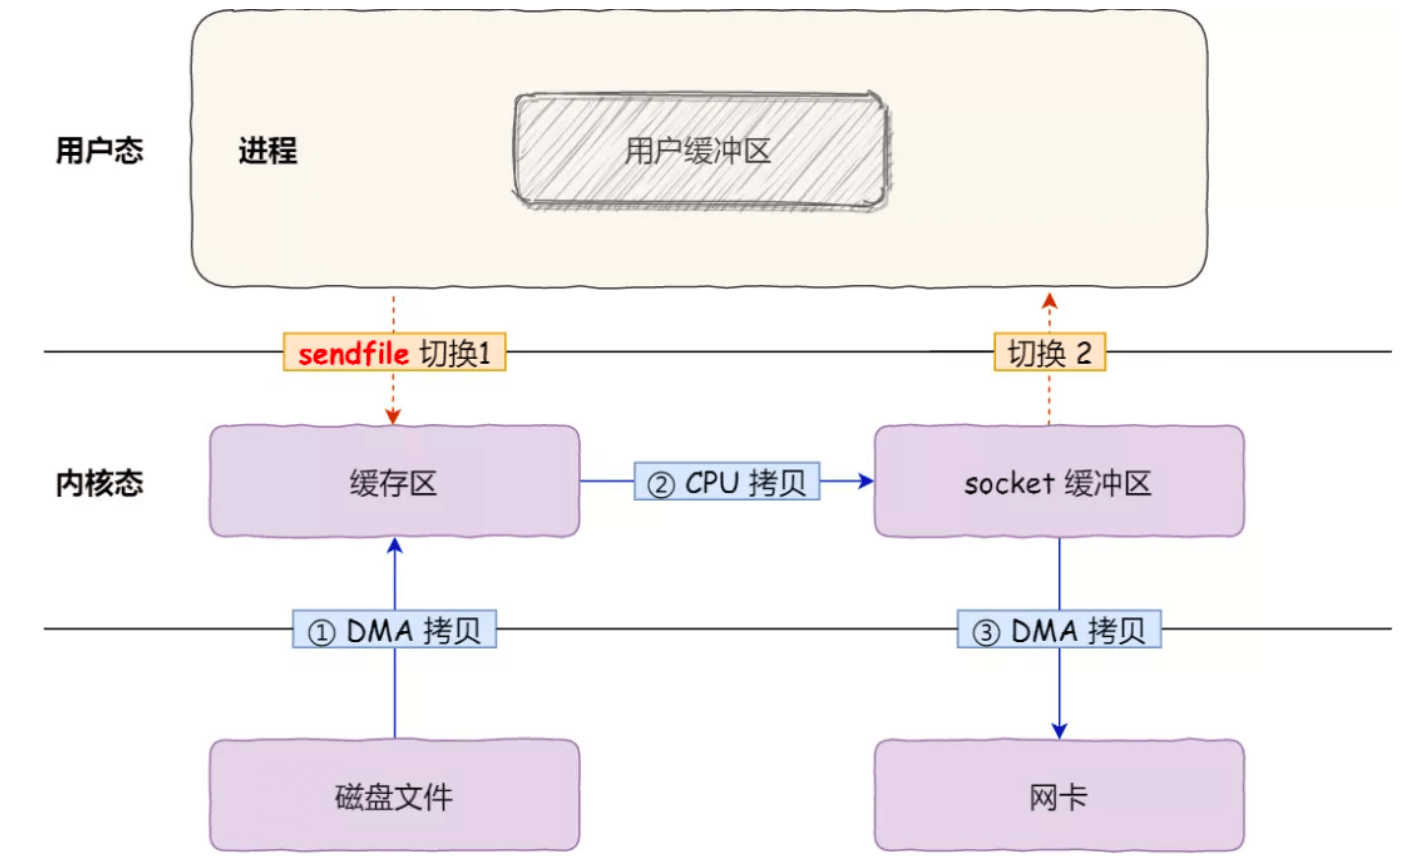 用户态
进程
用户缓冲区
sendfile 切换1
切换 2
内核态
缓存区
② CPU 拷贝
socket 缓冲区
① DMA 拷贝
③ DMA 拷贝
磁盘文件
网卡